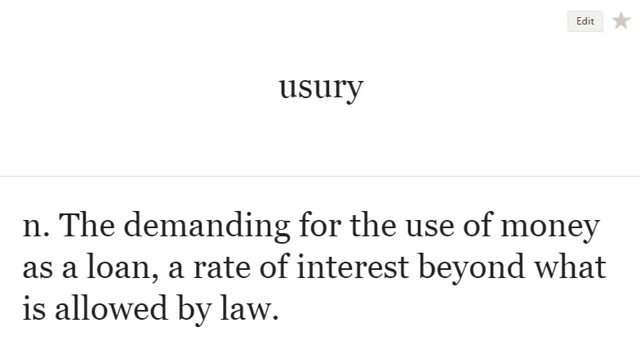 Edit
usury
n. The demanding for the use of money
as a loan, a rate of interest beyond what
is allowed by law.